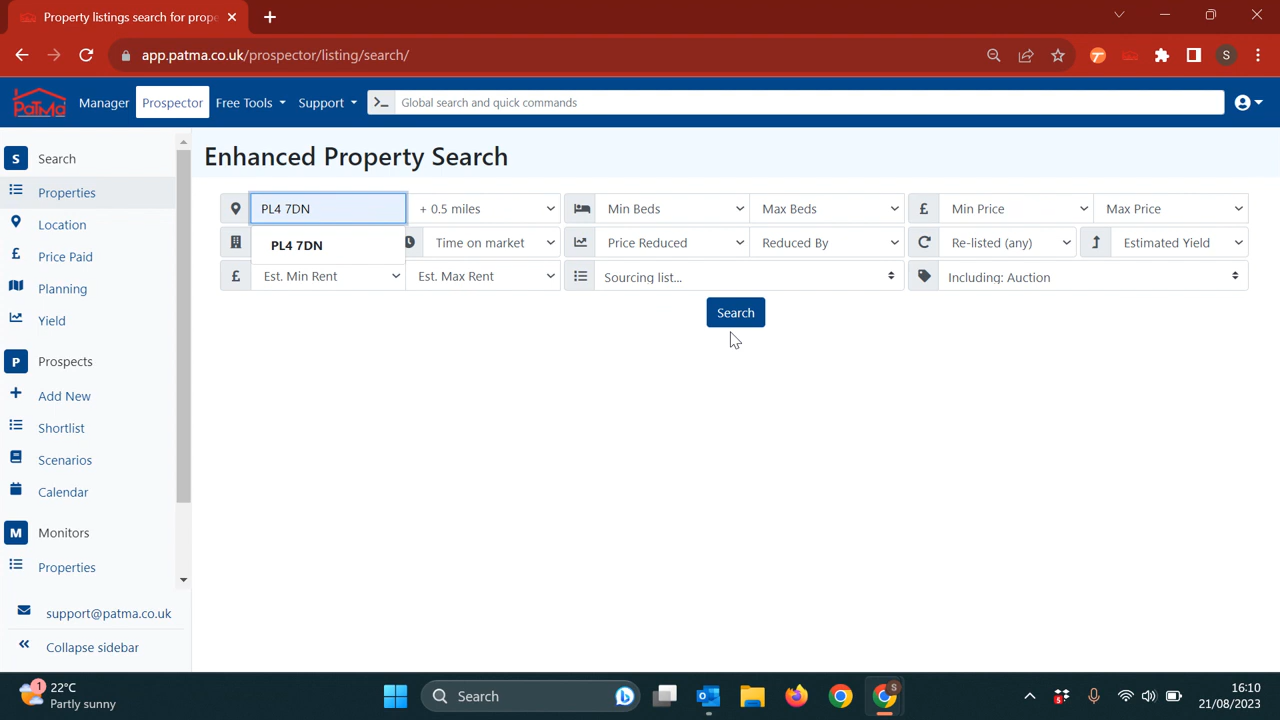 Property listings search for prope
app.patma.co.uk/prospector/listing/search/
S
PaTMa
Manager
Prospector
Free Tools
Support
Global search and quick commands
S Search
Properties
Location
£ Price Paid
Planning
Yield
P Prospects
Add New
Shortlist
Scenarios
Calendar
M Monitors
Properties
support@patma.co.uk
Collapse sidebar
Enhanced Property Search
PL4 7DN
+ 0.5 miles
Min Beds
Max Beds
£ Min Price
Max Price
PL4 7DN
Time on market
Price Reduced
Reduced By
Re-listed (any)
Estimated Yield
£ Est. Min Rent
Est. Max Rent
Sourcing list...
Including: Auction
Search
1
22°C
Partly sunny
Search
5
S
16:10
21/08/2023